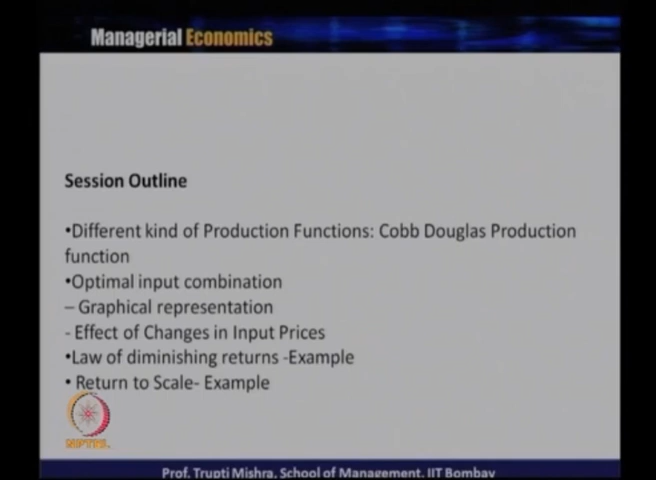 Managerial Economics
Session Outline
•Different kind of Production Functions: Cobb Douglas Production
function
•Optimal input combination
– Graphical representation
- Effect of Changes in Input Prices
•Law of diminishing returns -Example
• Return to Scale- Example
NPTEL
Prof. Trupti Mishra, School of Management, IIT Bombay